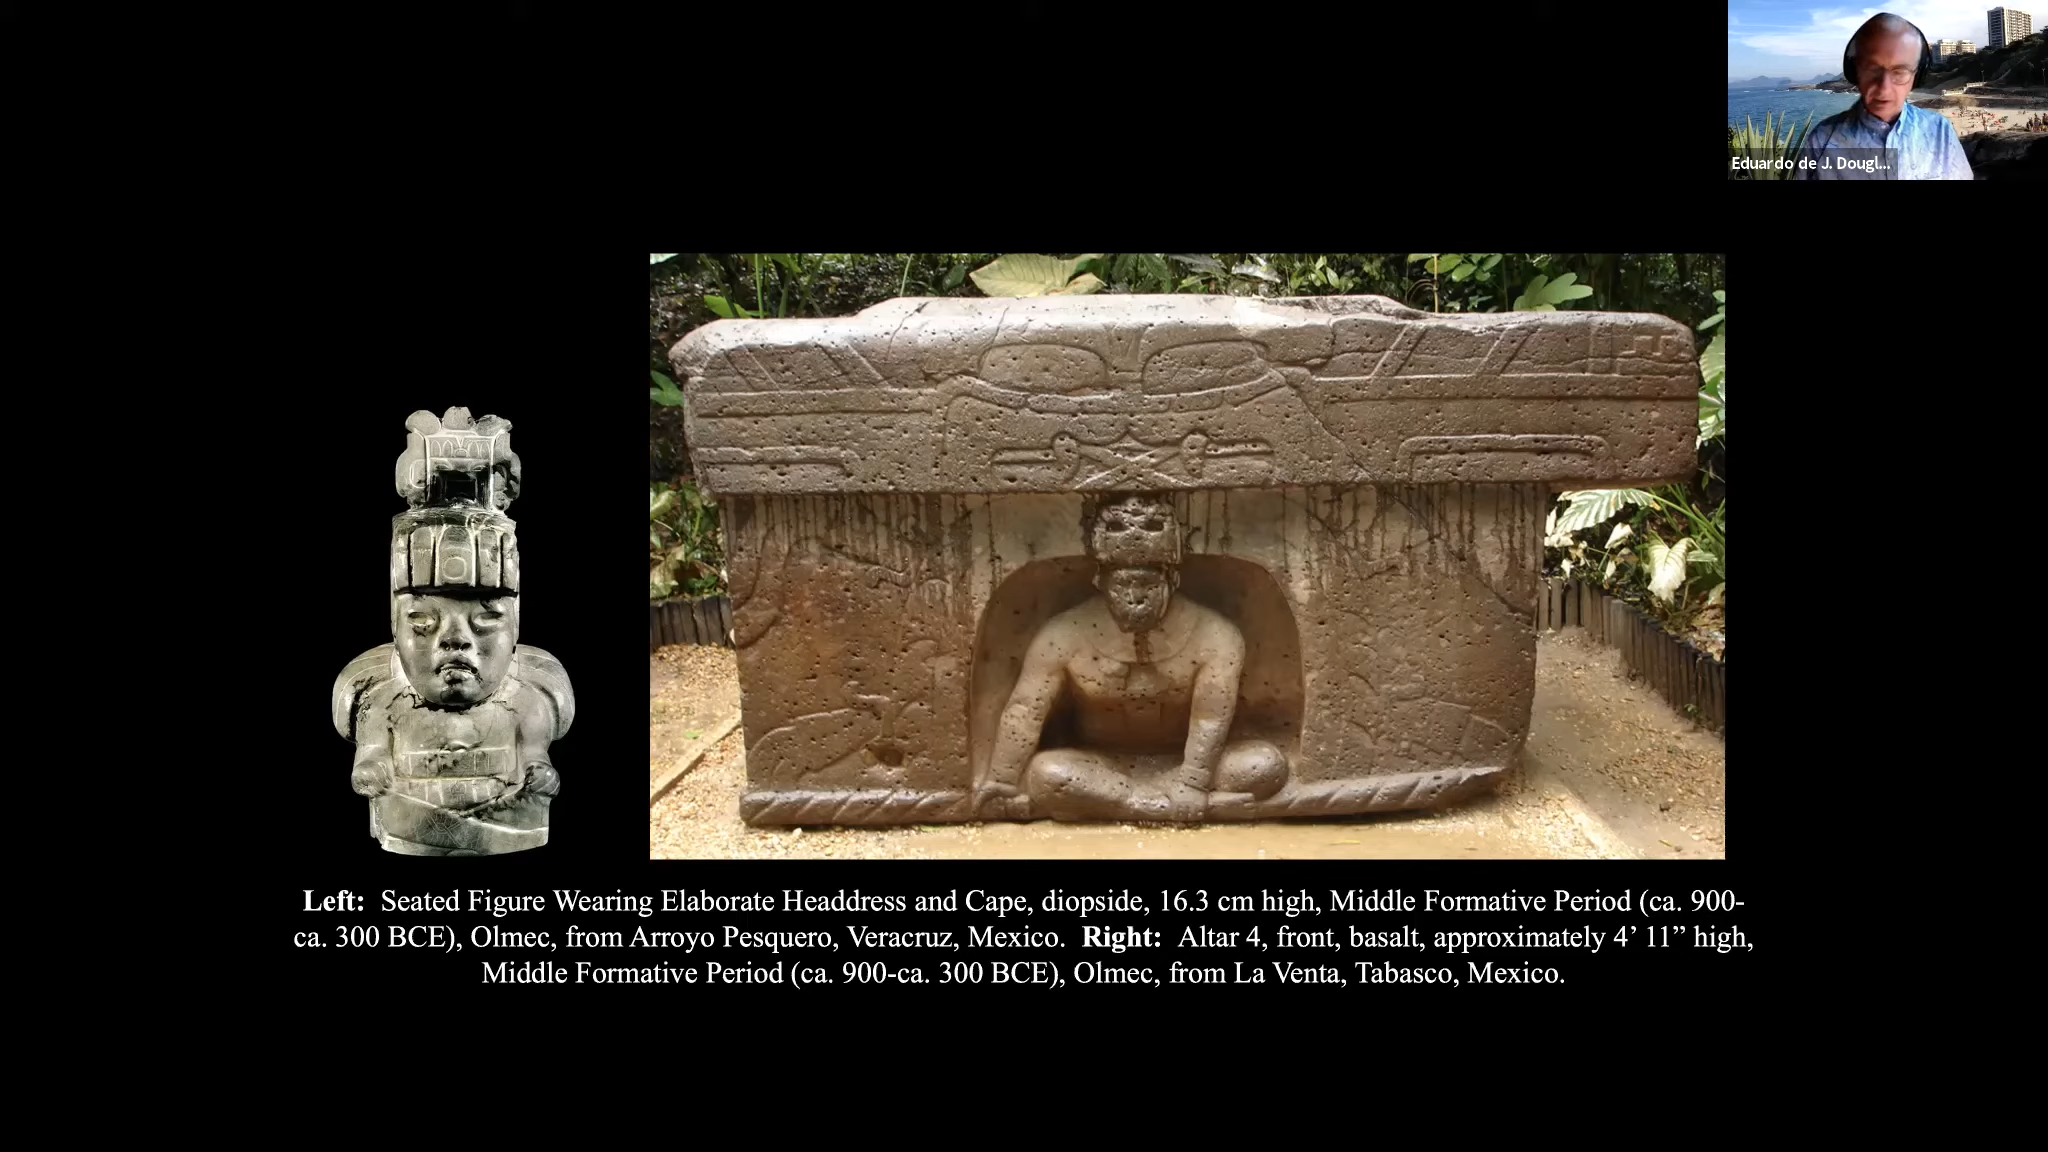 Eduardo de J. Dougl...
Left: Seated Figure Wearing Elaborate Headdress and Cape, diopside, 16.3 cm high, Middle Formative Period (ca. 900-
ca. 300 BCE), Olmec, from Arroyo Pesquero, Veracruz, Mexico. Right: Altar 4, front, basalt, approximately 4’ 11” high,
Middle Formative Period (ca. 900-ca. 300 BCE), Olmec, from La Venta, Tabasco, Mexico.